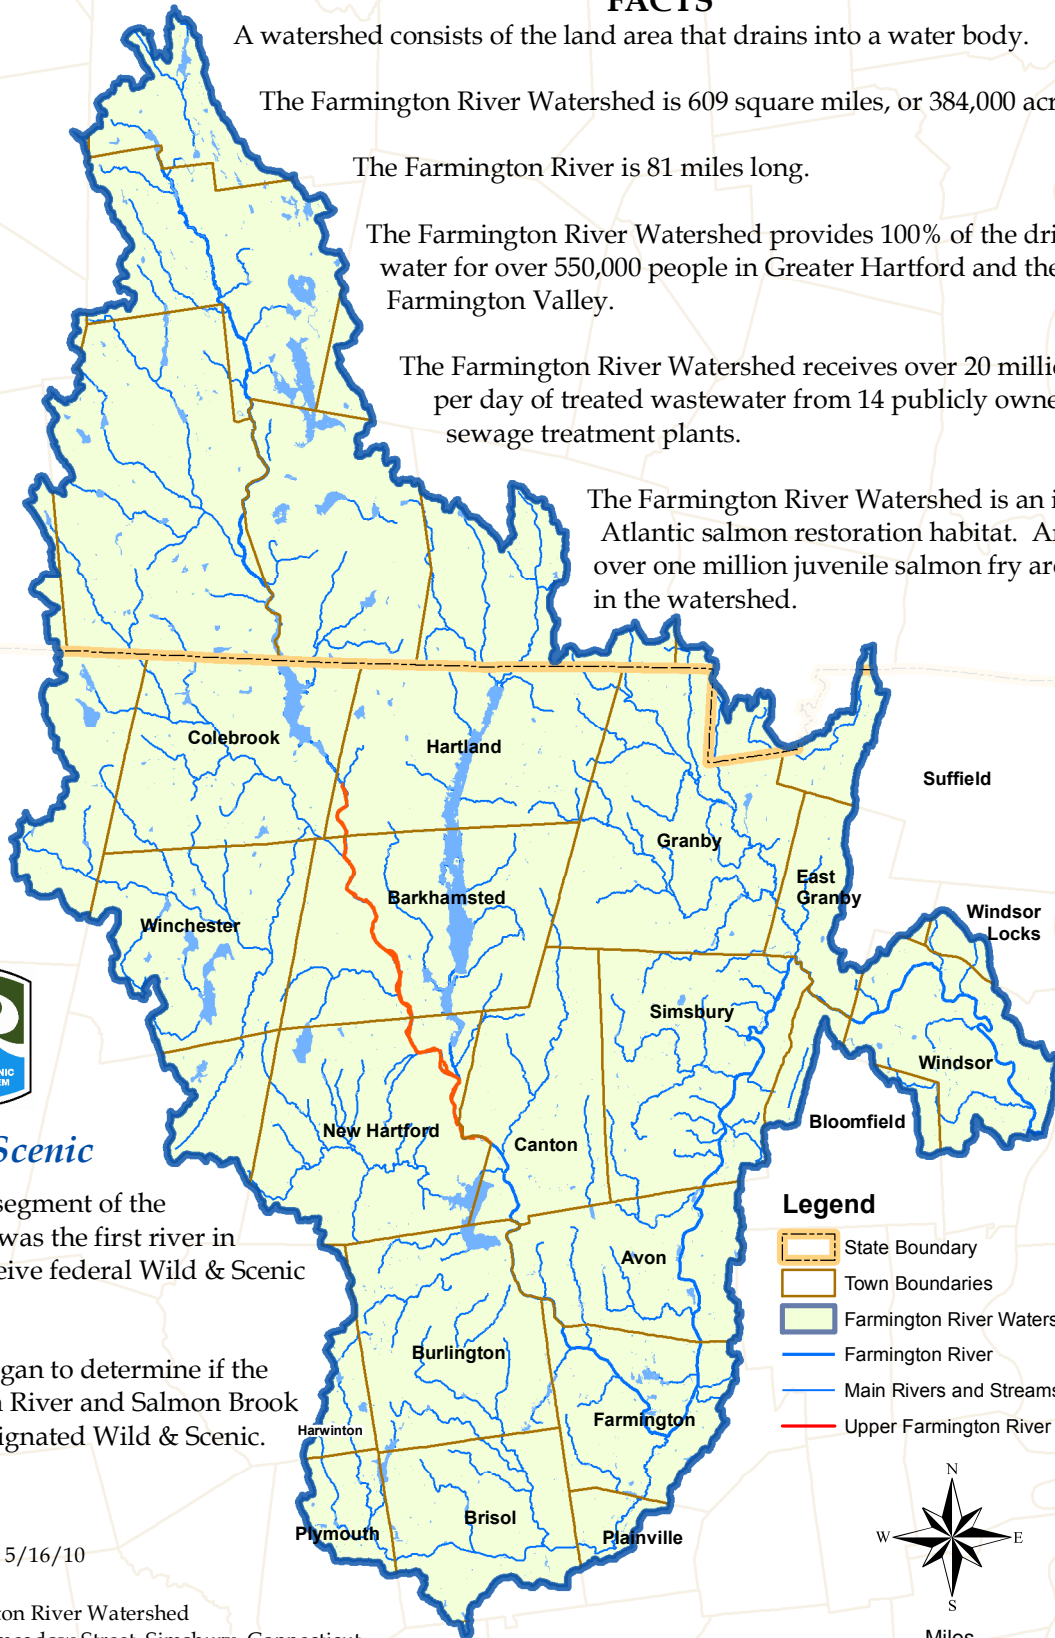 FACTS
A watershed consists of the land area that drains into a water body.
The Farmington River Watershed is 609 square miles, or 384,000 acr
The Farmington River is 81 miles long.
The Farmington River Watershed provides 100% of the dri
water for over 550,000 people in Greater Hartford and the
Farmington Valley.
The Farmington River Watershed receives over 20 milli
per day of treated wastewater from 14 publicly owne
sewage treatment plants.
The Farmington River Watershed is an i
Atlantic salmon restoration habitat. A
over one million juvenile salmon fry ar
in the watershed.
Colebrook
Hartland
Suffield
Granby
East
Granby
Barkhamsted
Windsor
Locks
Winchester
Simsbury
Windsor
NIC
EM
Bloomfield
New Hartford
Canton
Scenic
segment of the
was the first river in
eive federal Wild & Scenic
Avon
Legend
State Boundary
Town Boundaries
Farmington River Waters
Farmington River
Main Rivers and Streams
Upper Farmington River
gan to determine if the
River and Salmon Brook
ignated Wild & Scenic.
Burlington
Farmington
Harwinton
Brisol
Plymouth
Plainville
N
W
E
S
Miles
5/16/10
ton River Watershed
Street, Simsbury, Connecticut